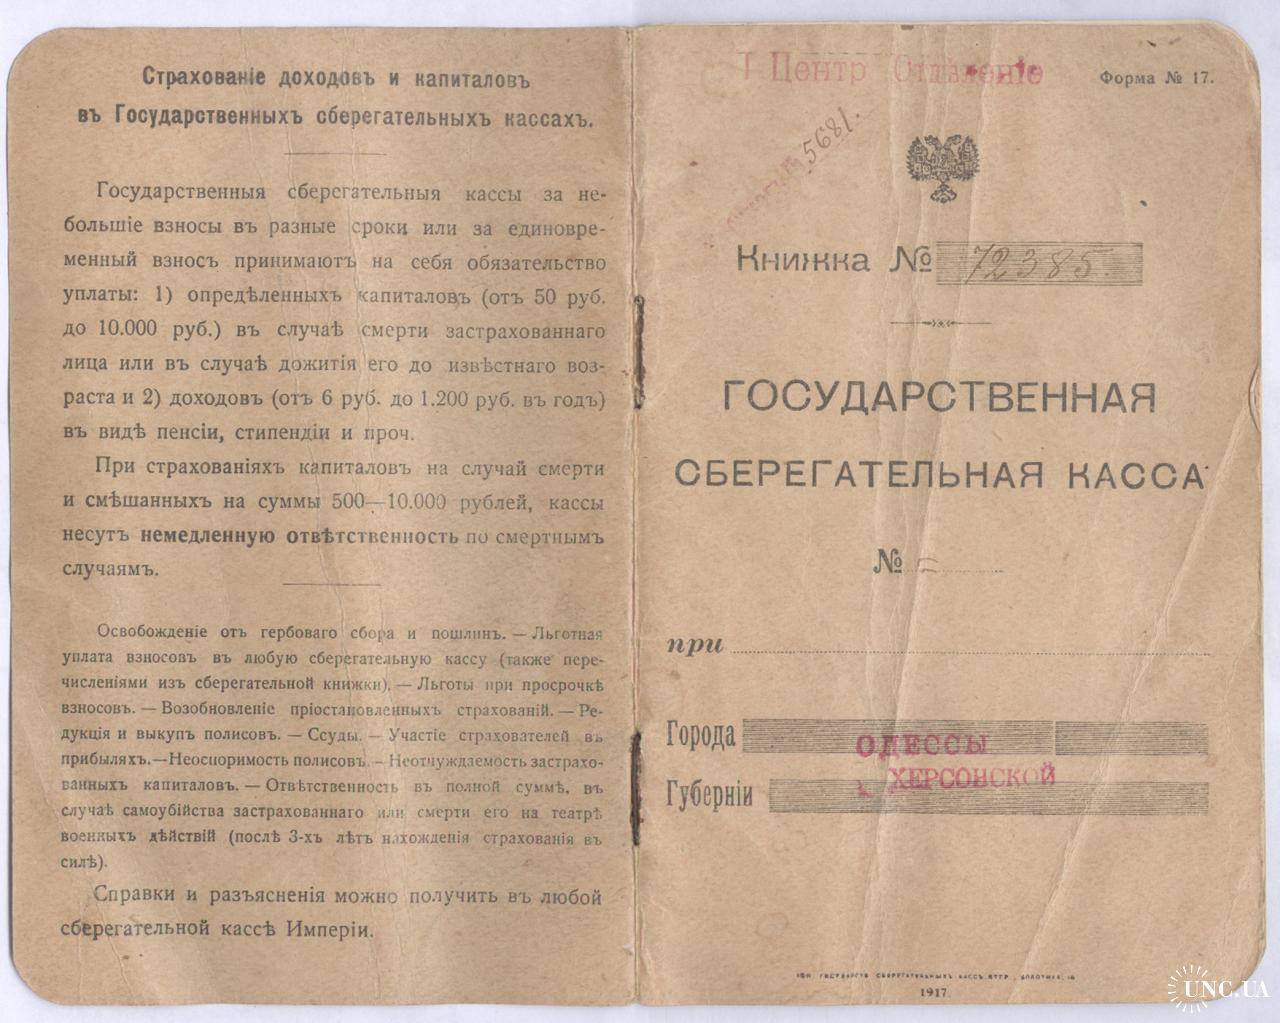 Страхованіе доходовъ и капиталовъ
въ Государственныхъ сберегательныхъ кассахъ.
Государственныя сберегательныя кассы за не-
большіе взносы въ разные сроки или за единовре-
менный взносъ принимаютъ на себя обязательство
уплаты: 1) опредѣленныхъ капиталовъ (отъ 50 руб.
до 10.000 руб.) въ случаѣ смерти застрахованнаго
лица или въ случаѣ дожитія его до извѣстнаго воз-
раста и 2) доходовъ (отъ 6 руб. до 1.200 руб. въ годъ)
въ видѣ пенсіи, стипендіи и проч.
При страхованіяхъ капиталовъ на случай смерти
и смѣшанныхъ на суммы 500—10.000 рублей, кассы
несутъ немедленную отвѣтственность по смертнымъ
случаямъ.
Освобожденіе отъ гербоваго сбора и пошлин. — Льготная
уплата взносовъ въ любую сберегательную кассу (также пере-
численіями изъ сберегательной книжки). — Льготы при просрочкѣ
взносовъ. — Возобновленіе пріостановленныхъ страхованій. — Ре-
дукція и выкуп полисовъ. — Ссуды. — Участіе страхователей въ
прибыляхъ.—Неоспоримость полисовъ. — Неотчуждаемость застрахо-
ванныхъ капиталовъ. — Отвѣтственность въ полной суммѣ, въ
случаѣ самоубійства застрахованнаго или смерти его на театрѣ
военныхъ дѣйствій (послѣ 3-хъ лѣтъ нахожденія страхованія въ
силѣ).
Справки и разъясненія можно получить въ любой
сберегательной кассѣ Имперіи.
I Центр Отдѣленіе
Форма № 17.
5681.
Книжка № 72385.
ГОСУДАРСТВЕННАЯ
СБЕРЕГАТЕЛЬНАЯ КАССА
№
при
Города ОДЕССЫ
Губерніи ХЕРСОНСКОЙ
1917
UNC.UA